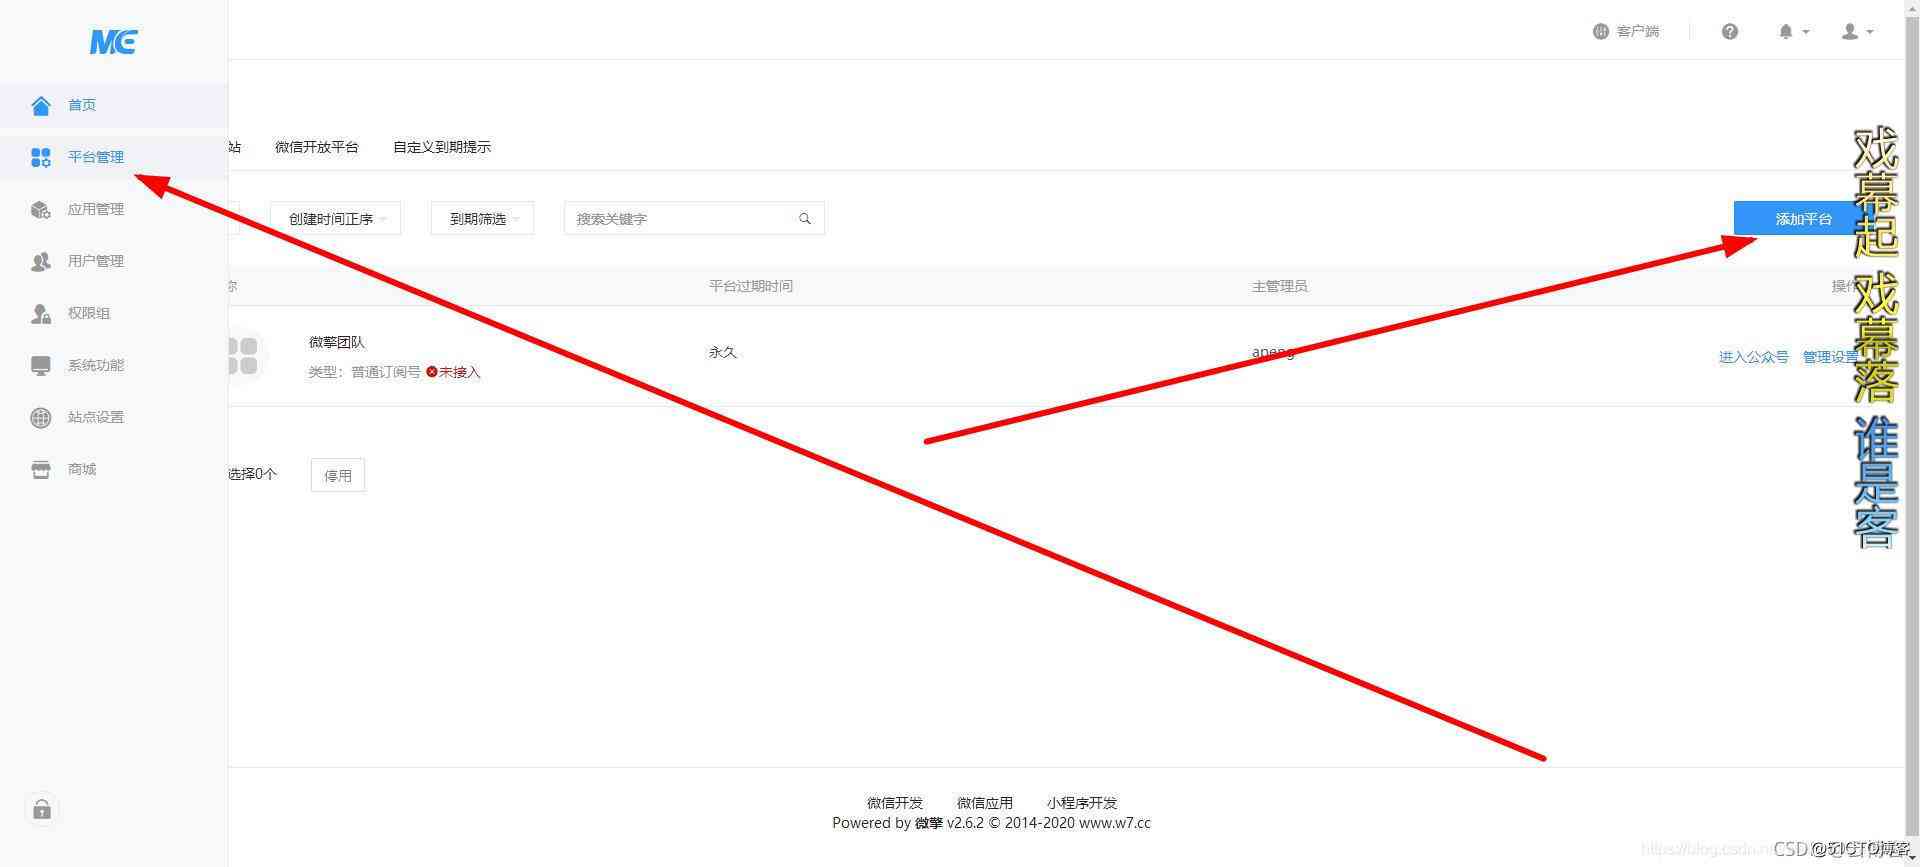 ME
客户端
首页
平台管理
应用管理
用户管理
权限组
系统功能
站点设置
商城
站 微信开放平台 自定义到期提示
创建时间正序 到期筛选 搜索关键字 添加平台
平台过期时间 主管理员 操作
微擎团队
类型：普通订阅号 未接入
永久
apeng
进入公众号 管理设置
选择0个 停用
戏幕起 戏幕落 谁是客
微信开发 微信应用 小程序开发
Powered by 微擎 v2.6.2 © 2014-2020 www.w7.cc
https://blog.csdn.n
CSD @51CTO博客